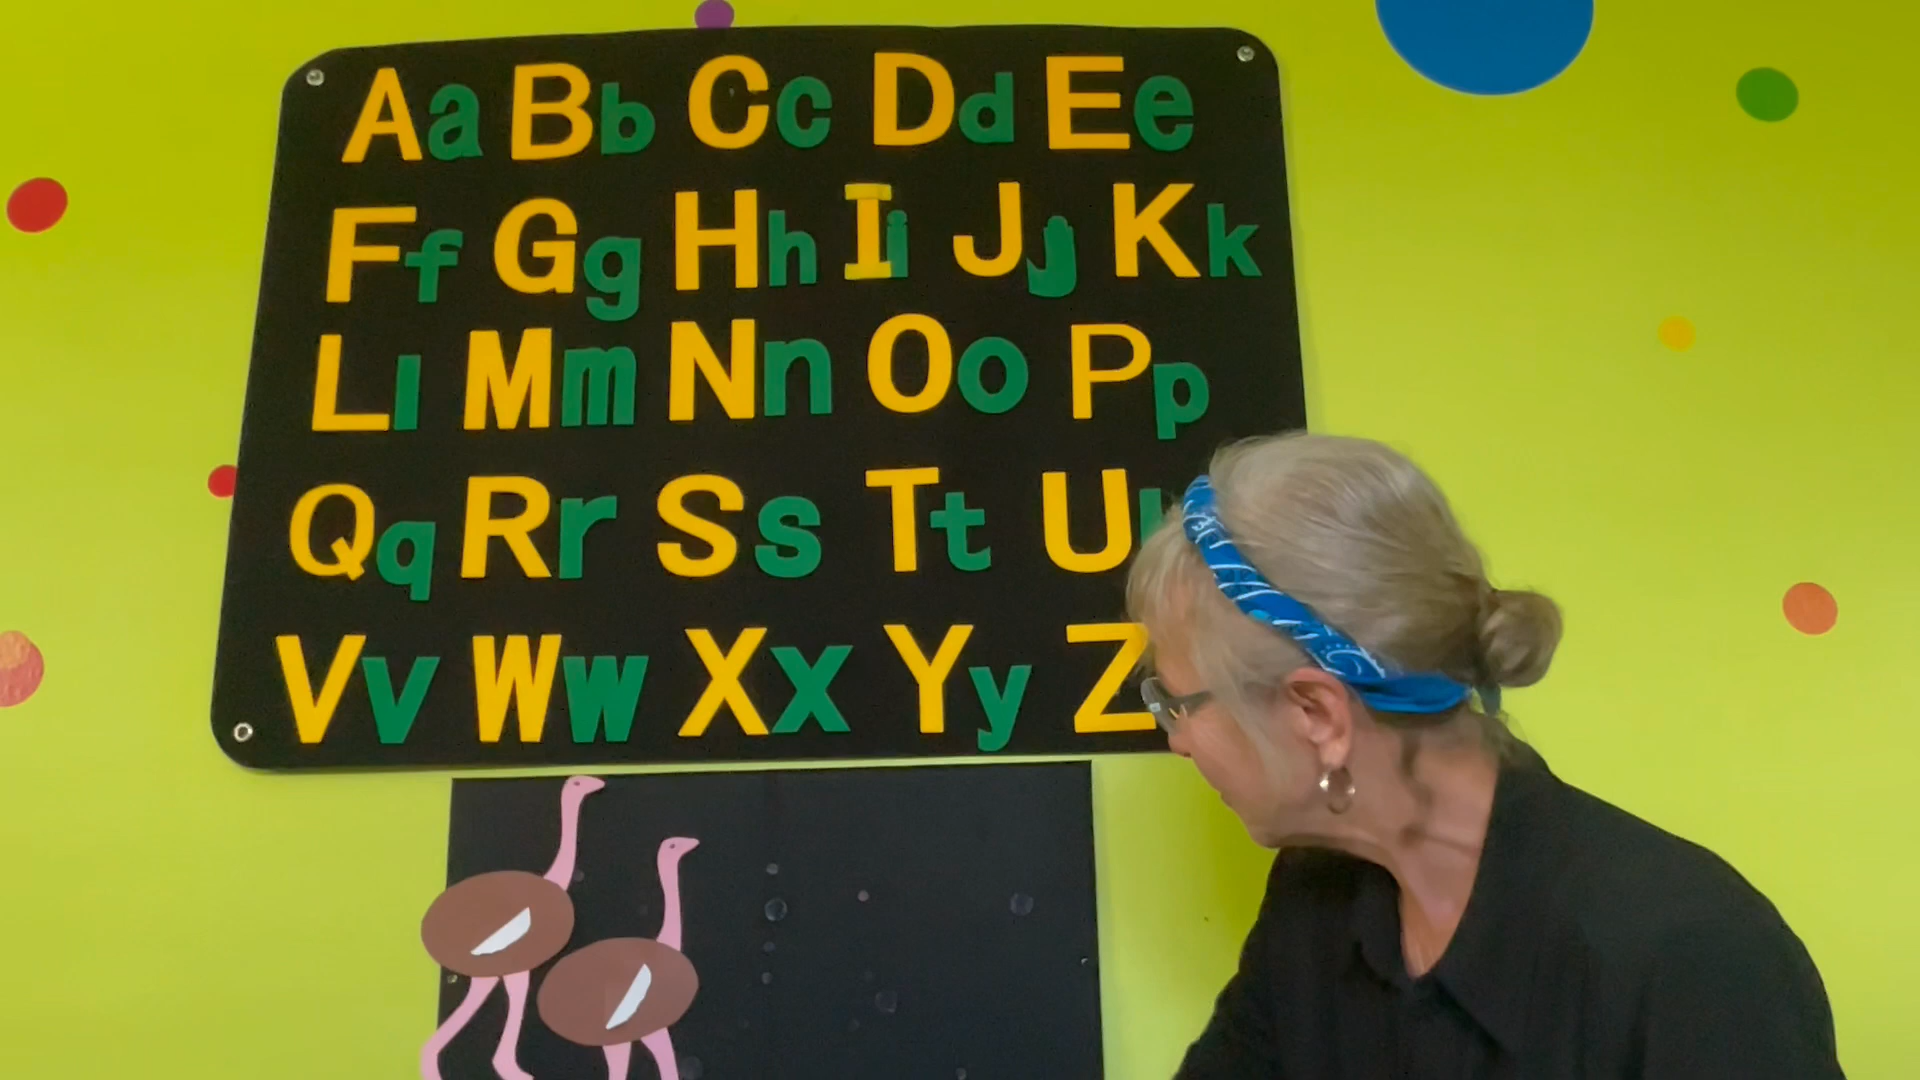 Aa Bb Cc Dd Ee
Ff Gg Hh Ii Jj Kk
Ll Mm Nn Oo Pp
Qq Rr Ss Tt U
Vv Ww Xx Yy Z